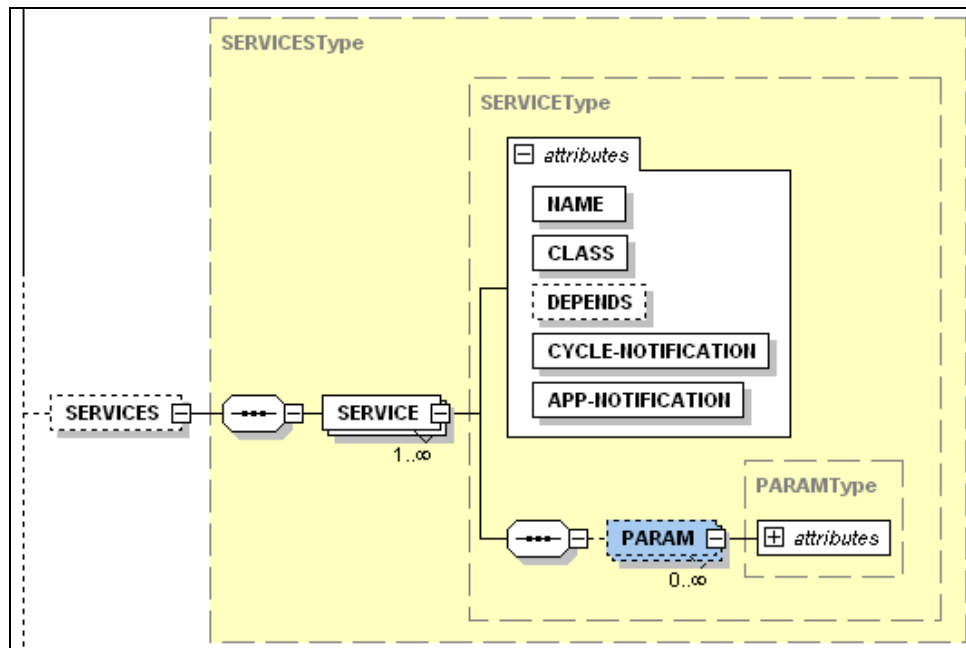 SERVICESType
SERVICEType
attributes
NAME
CLASS
DEPENDS
CYCLE-NOTIFICATION
APP-NOTIFICATION
SERVICES
SERVICE
1..∞
PARAMType
PARAM
attributes
0..∞